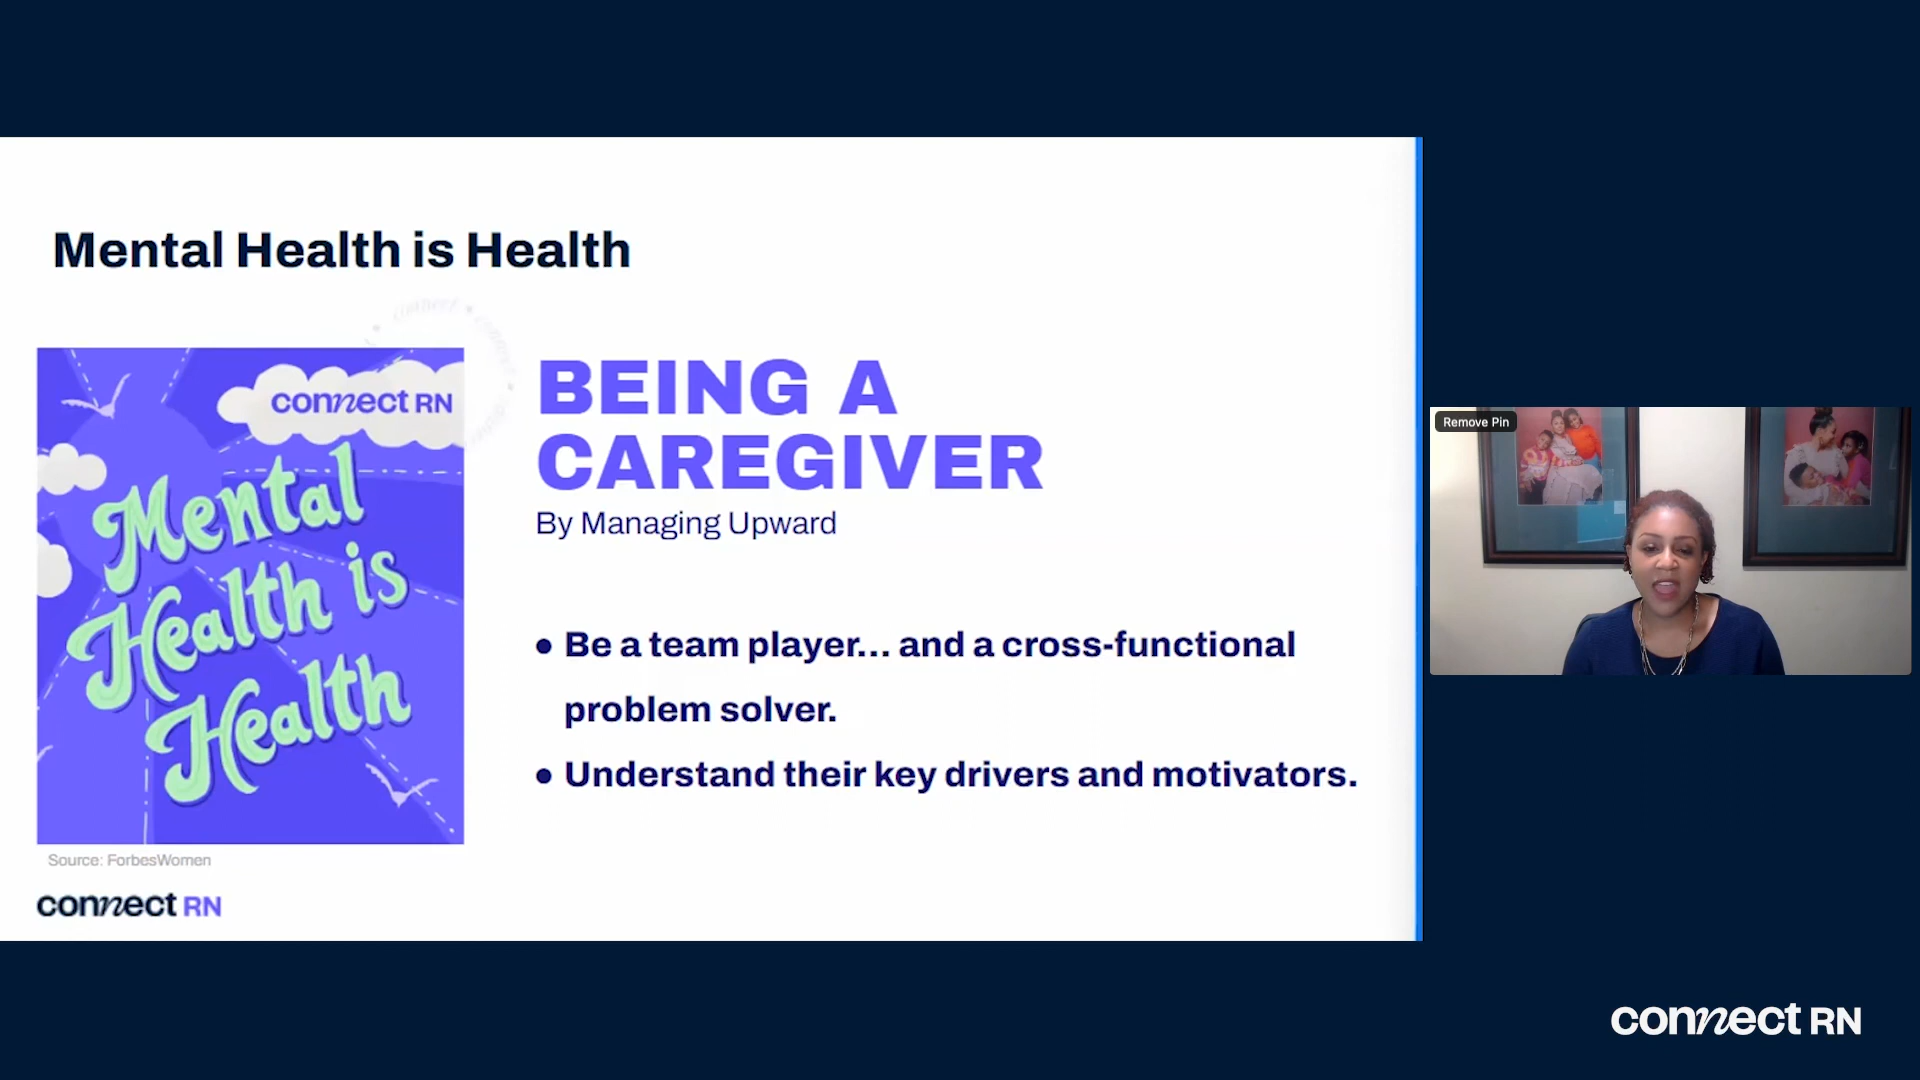 Mental Health is Health
connect RN
Mental
Health is
Health
BEING A
CAREGIVER
By Managing Upward
● Be a team player... and a cross-functional
problem solver.
● Understand their key drivers and motivators.
Source: ForbesWomen
connect RN
Remove Pin
connect RN